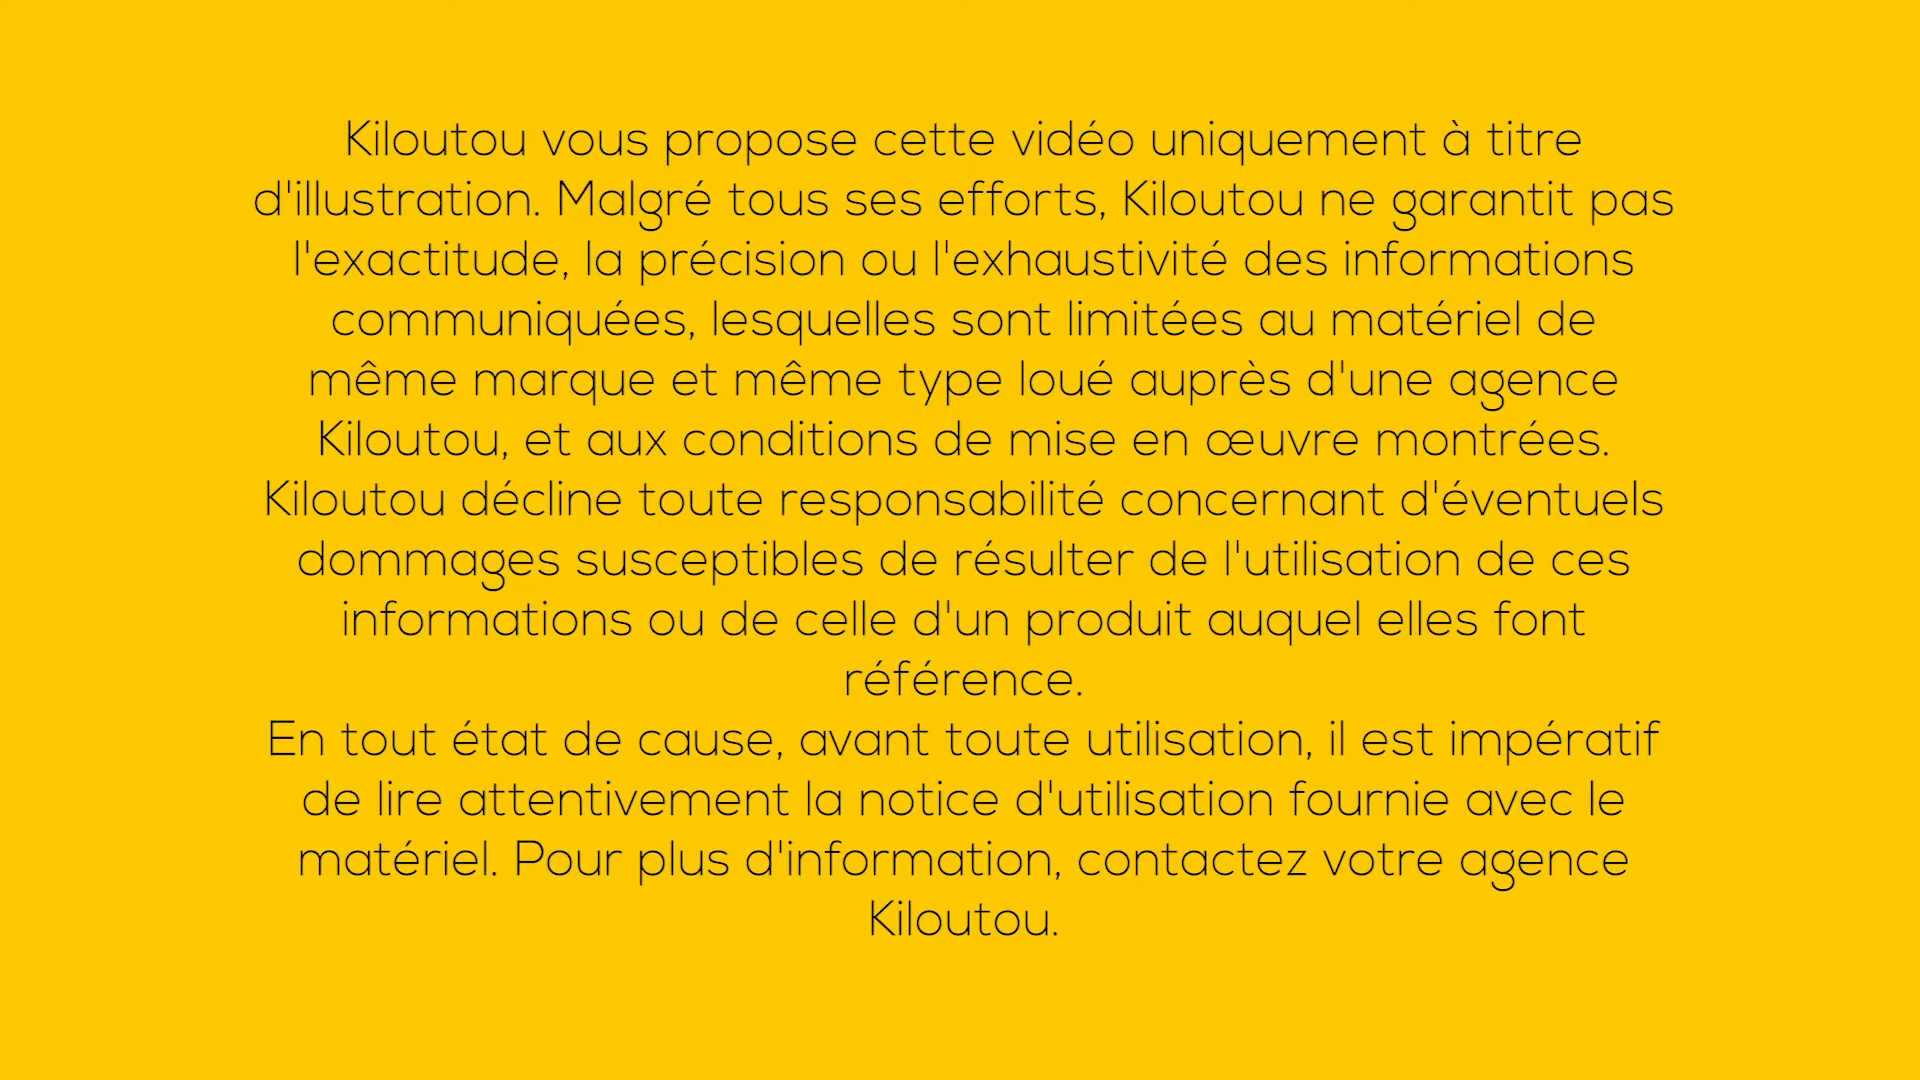 Kiloutou vous propose cette vidéo uniquement à titre
d'illustration. Malgré tous ses efforts, Kiloutou ne garantit pas
l'exactitude, la précision ou l'exhaustivité des informations
communiquées, lesquelles sont limitées au matériel de
même marque et même type loué auprès d'une agence
Kiloutou, et aux conditions de mise en œuvre montrées.
Kiloutou décline toute responsabilité concernant d'éventuels
dommages susceptibles de résulter de l'utilisation de ces
informations ou de celle d'un produit auquel elles font
référence.
En tout état de cause, avant toute utilisation, il est impératif
de lire attentivement la notice d'utilisation fournie avec le
matériel. Pour plus d'information, contactez votre agence
Kiloutou.